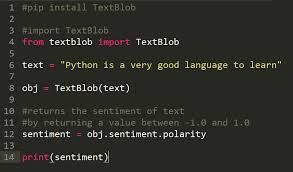 1 #pip install TextBlob
2
3 #import TextBlob
4 from textblob import TextBlob
5
6 text = "Python is a very good language to learn"
7
8 obj = TextBlob(text)
9
10 #returns the sentiment of text
11 #by returning a value between -1.0 and 1.0
12 sentiment = obj.sentiment.polarity
13
14 print(sentiment)